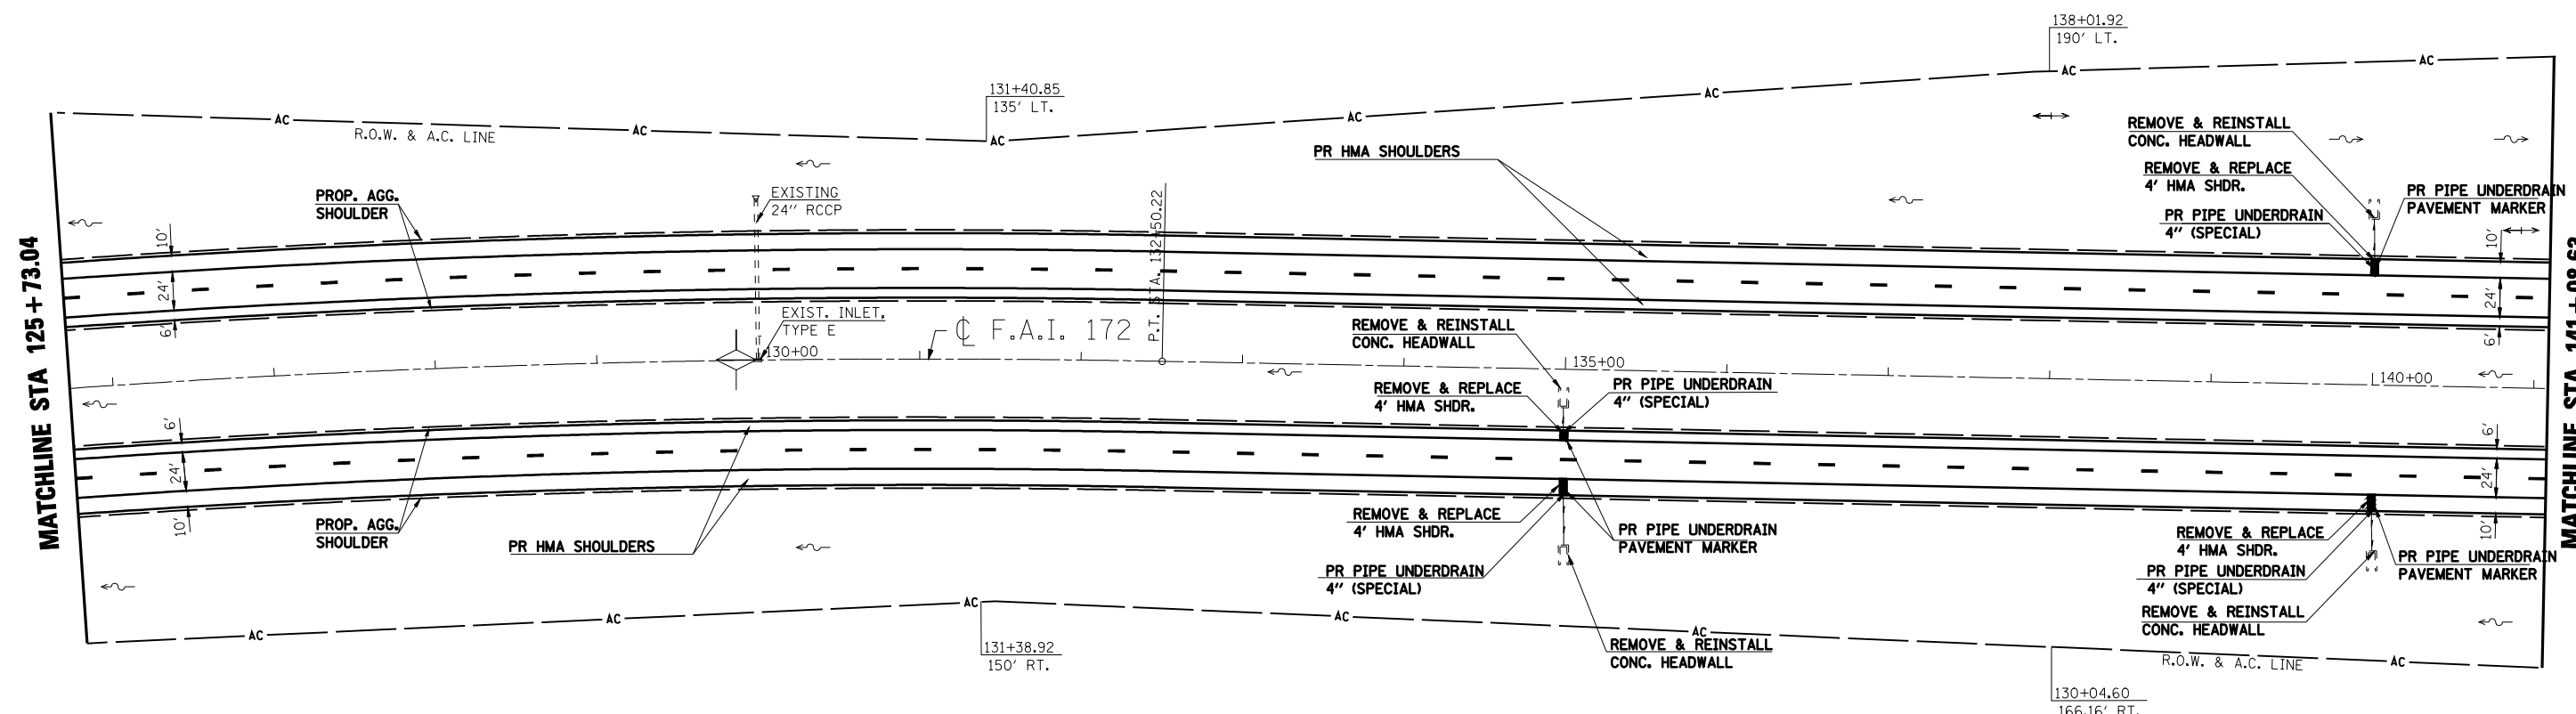 138+01.92
190' LT.
131+40.85
135' LT.
AC
AC
AC
AC
AC
AC
AC
R.O.W. & A.C. LINE
REMOVE & REINSTALL
CONC. HEADWALL
PR HMA SHOULDERS
REMOVE & REPLACE
4' HMA SHDR.
PROP. AGG.
SHOULDER
EXISTING
24" RCCP
PR PIPE UNDERDRAIN
PAVEMENT MARKER
PR PIPE UNDERDRAIN
4" (SPECIAL)
MATCHLINE STA 125+73.04
10'
24'
6'
P.T. STA. 132+50.22
10'
24'
6'
EXIST. INLET,
TYPE E
130+00
℄ F.A.I. 172
REMOVE & REINSTALL
CONC. HEADWALL
135+00
140+00
REMOVE & REPLACE
4' HMA SHDR.
PR PIPE UNDERDRAIN
4" (SPECIAL)
6'
24'
10'
6'
24'
10'
PROP. AGG.
SHOULDER
PR HMA SHOULDERS
REMOVE & REPLACE
4' HMA SHDR.
PR PIPE UNDERDRAIN
PAVEMENT MARKER
PR PIPE UNDERDRAIN
4" (SPECIAL)
REMOVE & REPLACE
4' HMA SHDR.
PR PIPE UNDERDRAIN
PAVEMENT MARKER
PR PIPE UNDERDRAIN
4" (SPECIAL)
REMOVE & REINSTALL
CONC. HEADWALL
REMOVE & REINSTALL
CONC. HEADWALL
AC
AC
AC
AC
AC
AC
R.O.W. & A.C. LINE
131+38.92
150' RT.
130+04.60
166.16' RT.
MATCHLINE STA